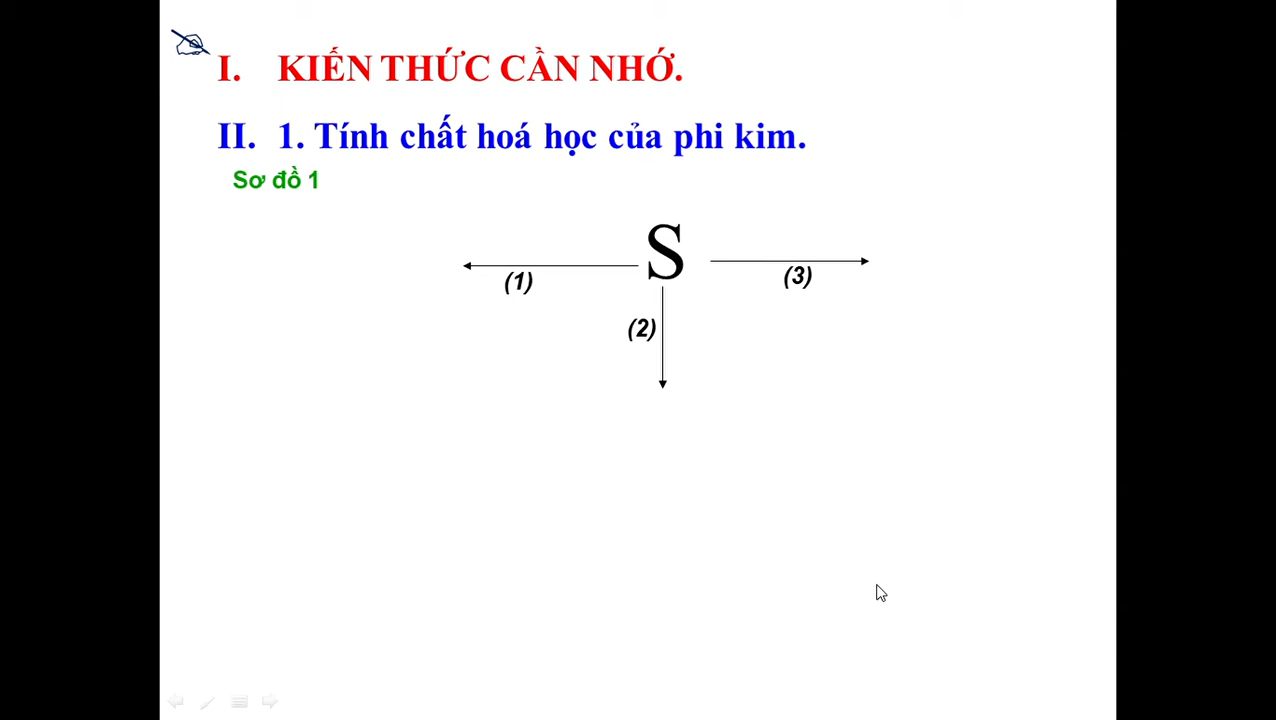 I. KIẾN THỨC CẦN NHỚ.
II. 1. Tính chất hoá học của phi kim.
Sơ đồ 1
S
(1)
(3)
(2)